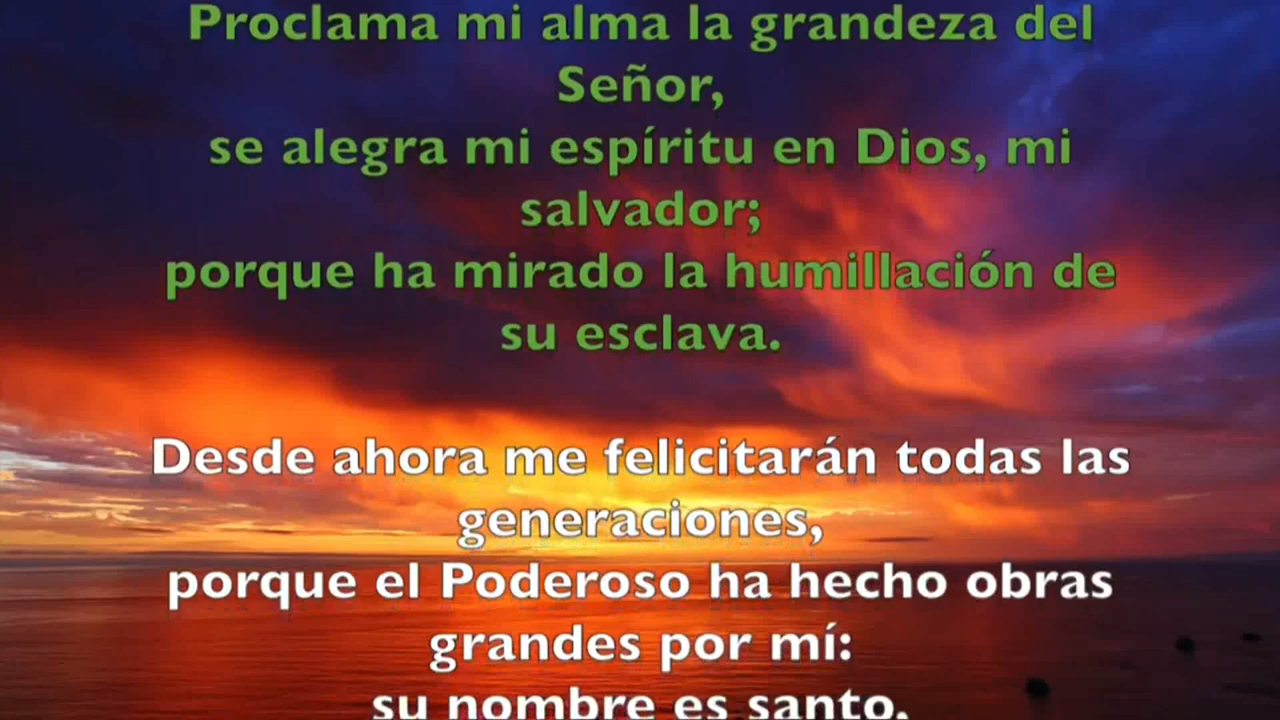 Proclama mi alma la grandeza del
Señor,
se alegra mi espíritu en Dios, mi
salvador;
porque ha mirado la humillación de
su esclava.
Desde ahora me felicitarán todas las
generaciones,
porque el Poderoso ha hecho obras
grandes por mí:
su nombre es santo,